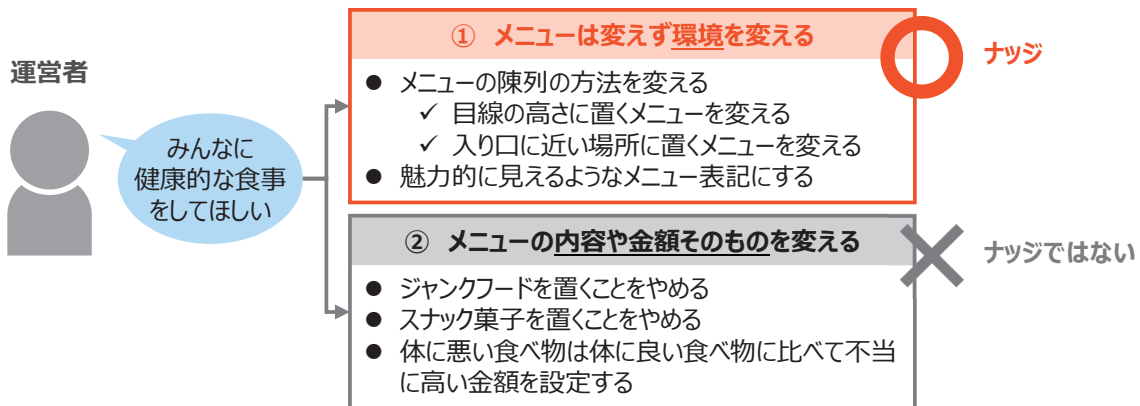 運営者
みんなに
健康的な食事
をしてほしい
① メニューは変えず環境を変える
● メニューの陳列の方法を変える
✓ 目線の高さに置くメニューを変える
✓ 入り口に近い場所に置くメニューを変える
● 魅力的に見えるようなメニュー表記にする
ナッジ
② メニューの内容や金額そのものを変える
● ジャンクフードを置くことをやめる
● スナック菓子を置くことをやめる
● 体に悪い食べ物は体に良い食べ物に比べて不当
に高い金額を設定する
ナッジではない